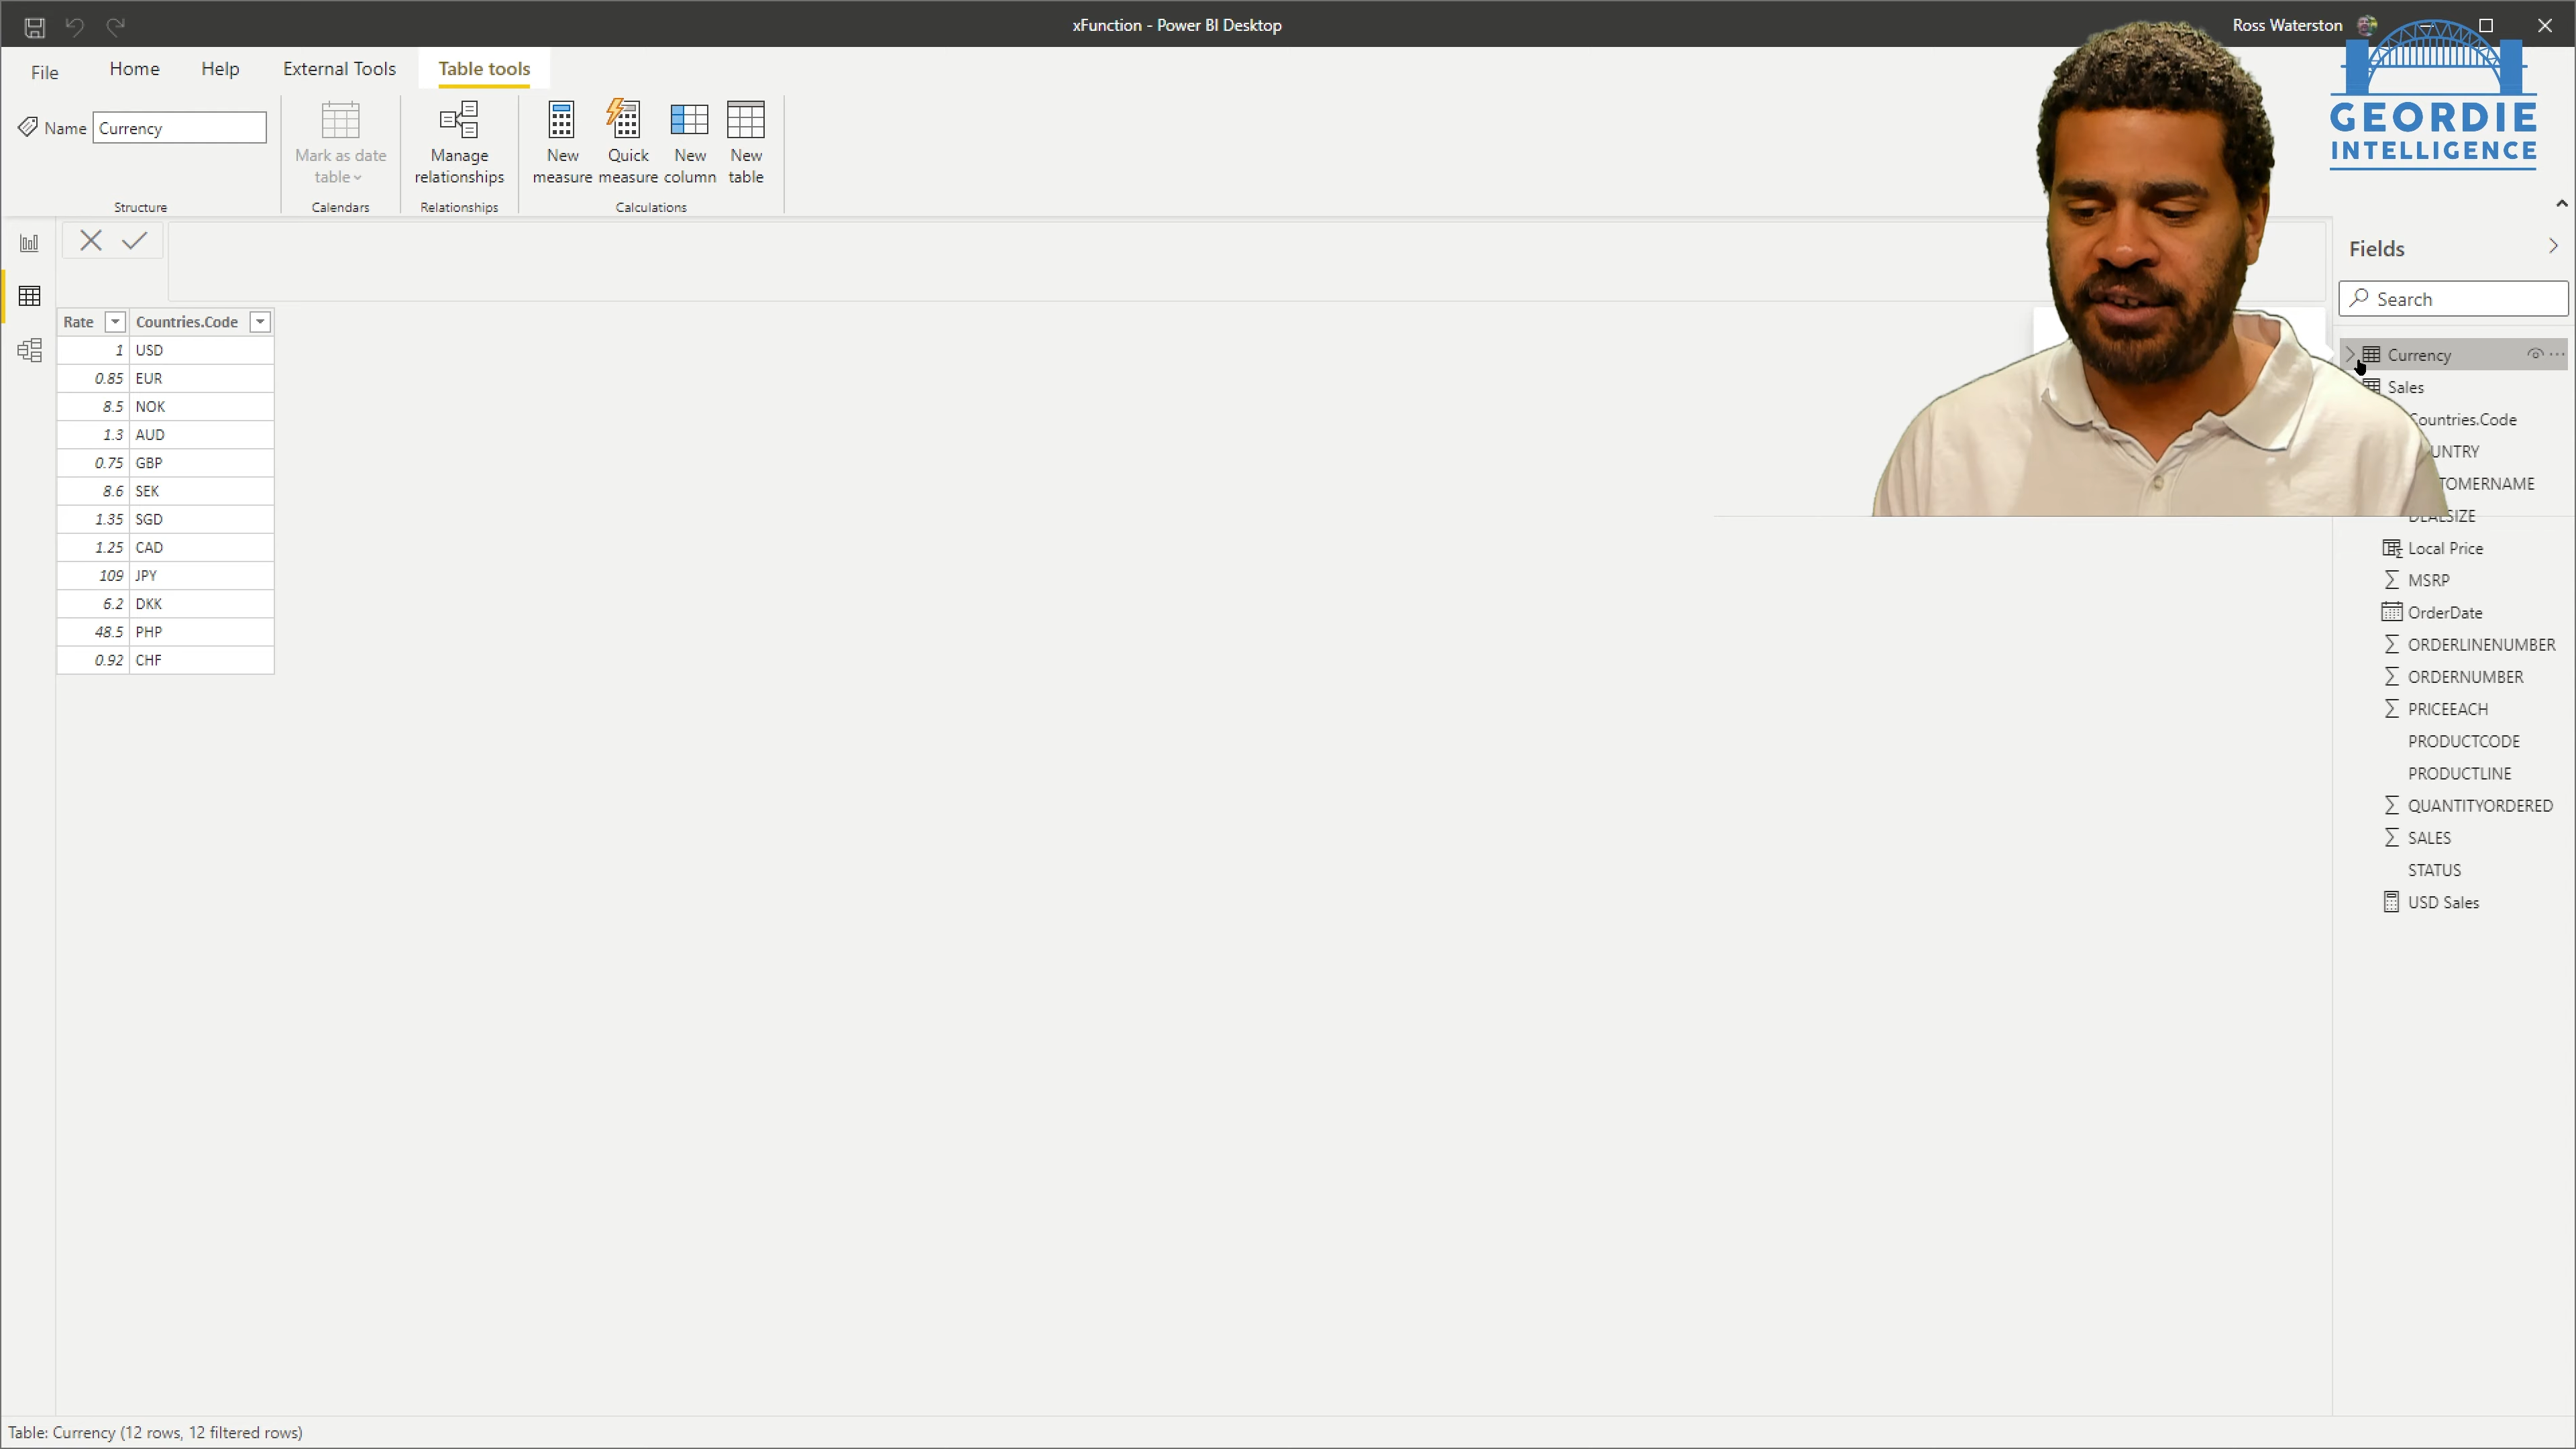 xFunction - Power BI Desktop
Ross Waterston
File Home Help External Tools Table tools
GEORDIE
INTELLIGENCE
Name Currency
Mark as date table
Manage relationships
New measure
Quick measure
New column
New table
Structure Calendars Relationships Calculations
Fields
Search
Rate Countries.Code
1 USD
0.85 EUR
8.5 NOK
1.3 AUD
0.75 GBP
8.6 SEK
1.35 SGD
1.25 CAD
109 JPY
6.2 DKK
48.5 PHP
0.92 CHF
Currency
Sales
Countries.Code
UNTRY
TOMERNAME
DEALSIZE
Local Price
MSRP
OrderDate
ORDERLINENUMBER
ORDERNUMBER
PRICEEACH
PRODUCTCODE
PRODUCTLINE
QUANTITYORDERED
SALES
STATUS
USD Sales
Table: Currency (12 rows, 12 filtered rows)